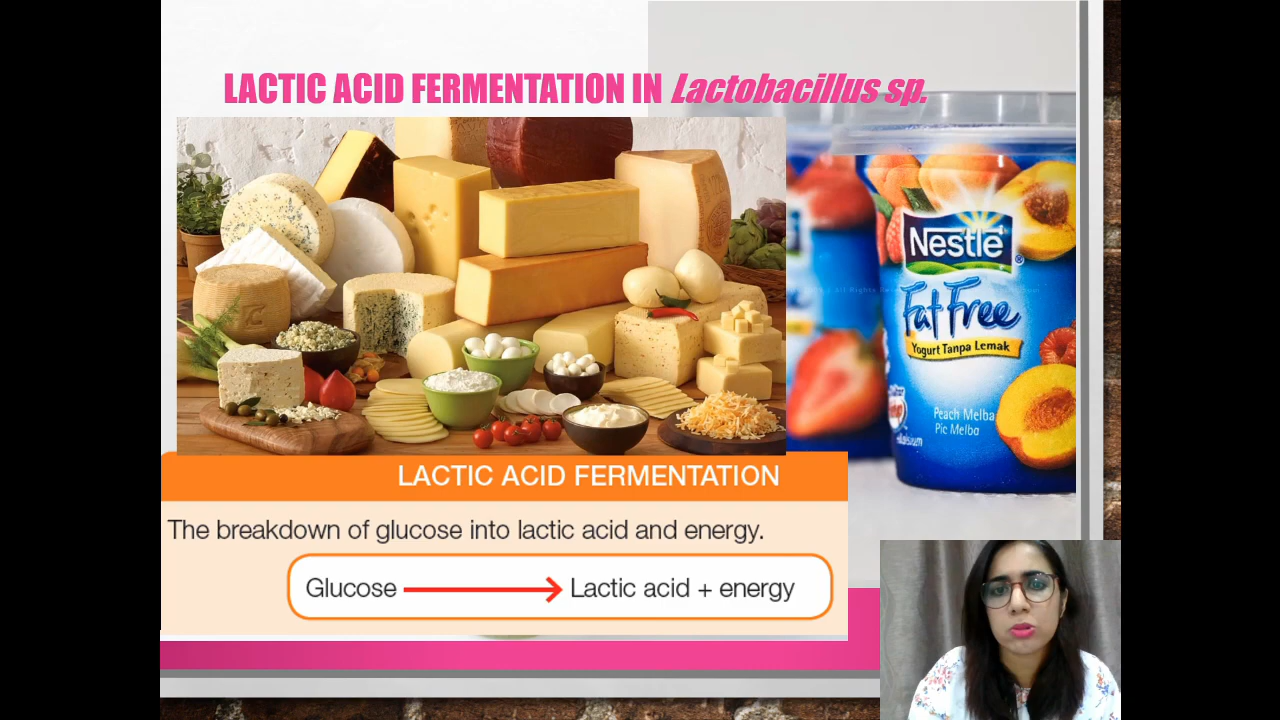 LACTIC ACID FERMENTATION IN Lactobacillus sp.
Nestlé
Fat Free
Yogurt Tanpa Lemak
Peach Melba
Pic Melba
LACTIC ACID FERMENTATION
The breakdown of glucose into lactic acid and energy.
Glucose Lactic acid + energy